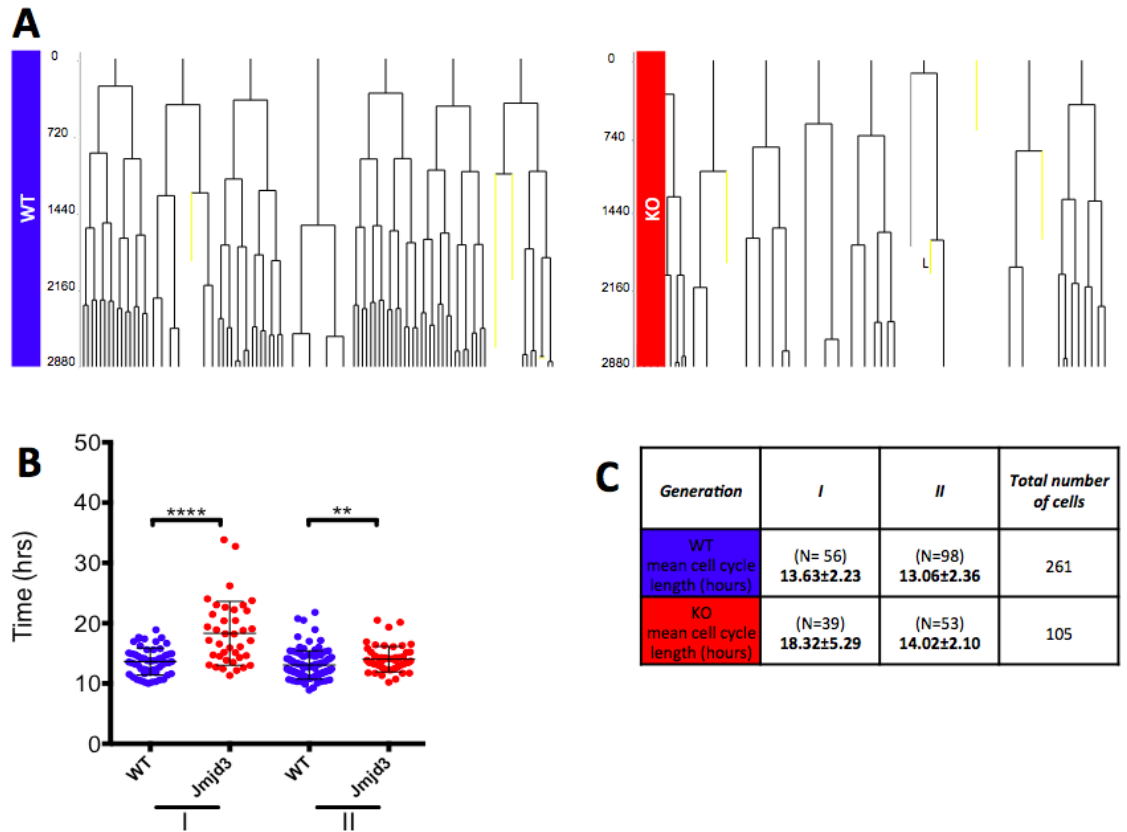 A
WT
0
720
1440
2160
2880
KO
0
740
1440
2160
2880
B
Time (hrs)
50
40
30
20
10
0
****
**
WT
Jmjd3
WT
Jmjd3
I
II
C
Generation
I
II
Total number
of cells
WT
mean cell cycle
length (hours)
(N= 56)
13.63±2.23
(N=98)
13.06±2.36
261
KO
mean cell cycle
length (hours)
(N=39)
18.32±5.29
(N=53)
14.02±2.10
105